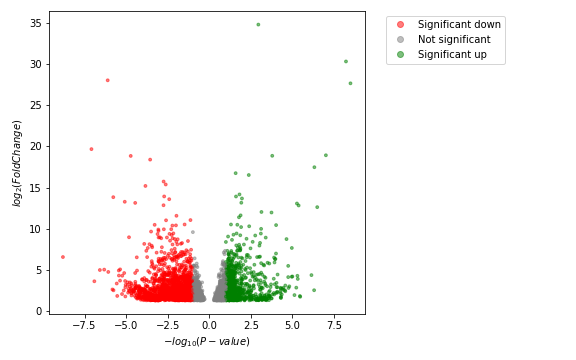 Significant down
Not significant
Significant up
35
30
25
20
15
10
5
0
log₂(FoldChange)
−7.5 −5.0 −2.5 0.0 2.5 5.0 7.5
−log₁₀(P − value)